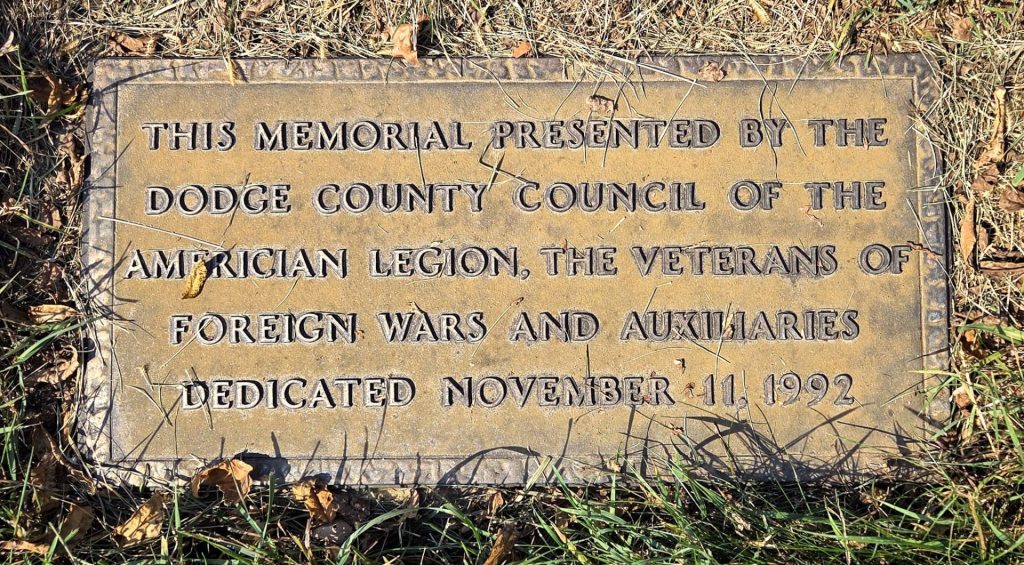 THIS MEMORIAL PRESENTED BY THE
DODGE COUNTY COUNCIL OF THE
AMERICIAN LEGION, THE VETERANS OF
FOREIGN WARS AND AUXILIARIES
DEDICATED NOVEMBER 11, 1992